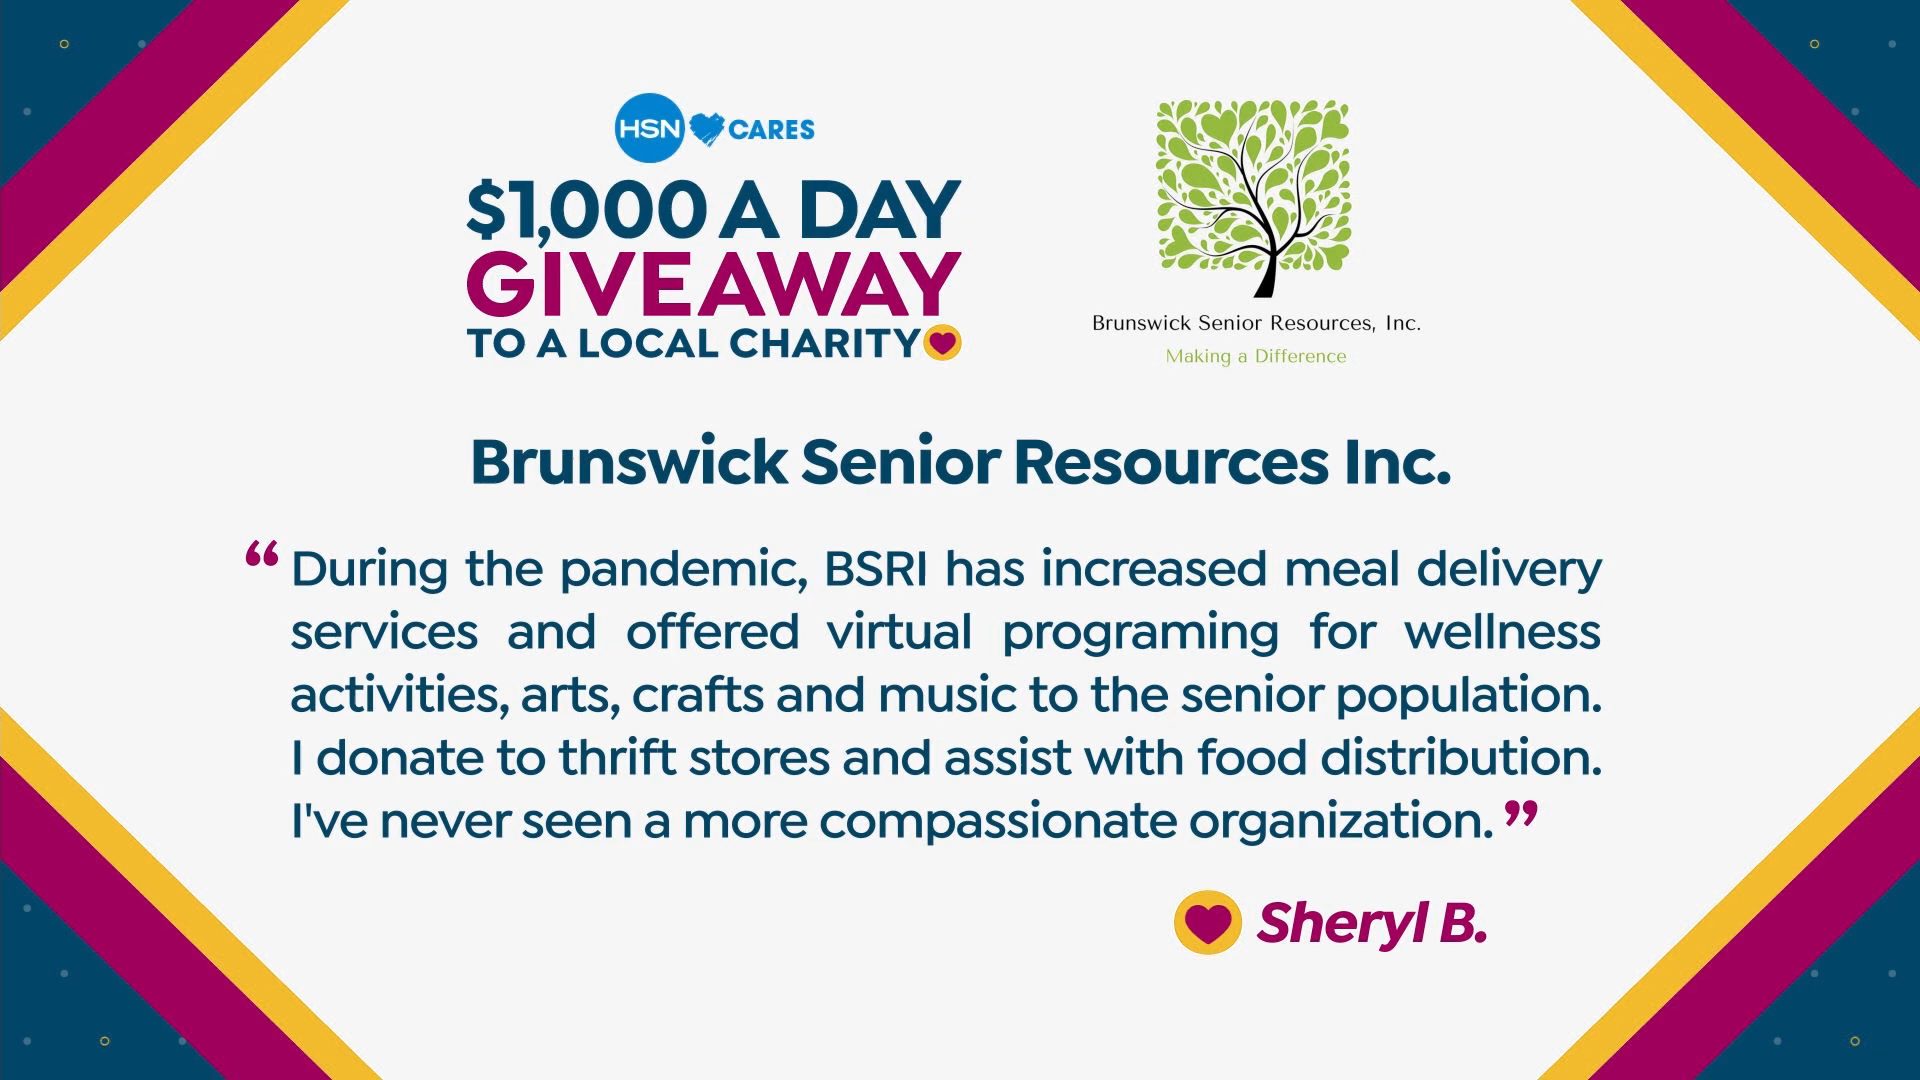 HSN CARES
$1,000 A DAY
GIVEAWAY
TO A LOCAL CHARITY
Brunswick Senior Resources, Inc.
Making a Difference
Brunswick Senior Resources Inc.
“During the pandemic, BSRI has increased meal delivery
services and offered virtual programing for wellness
activities, arts, crafts and music to the senior population.
I donate to thrift stores and assist with food distribution.
I've never seen a more compassionate organization.”
Sheryl B.